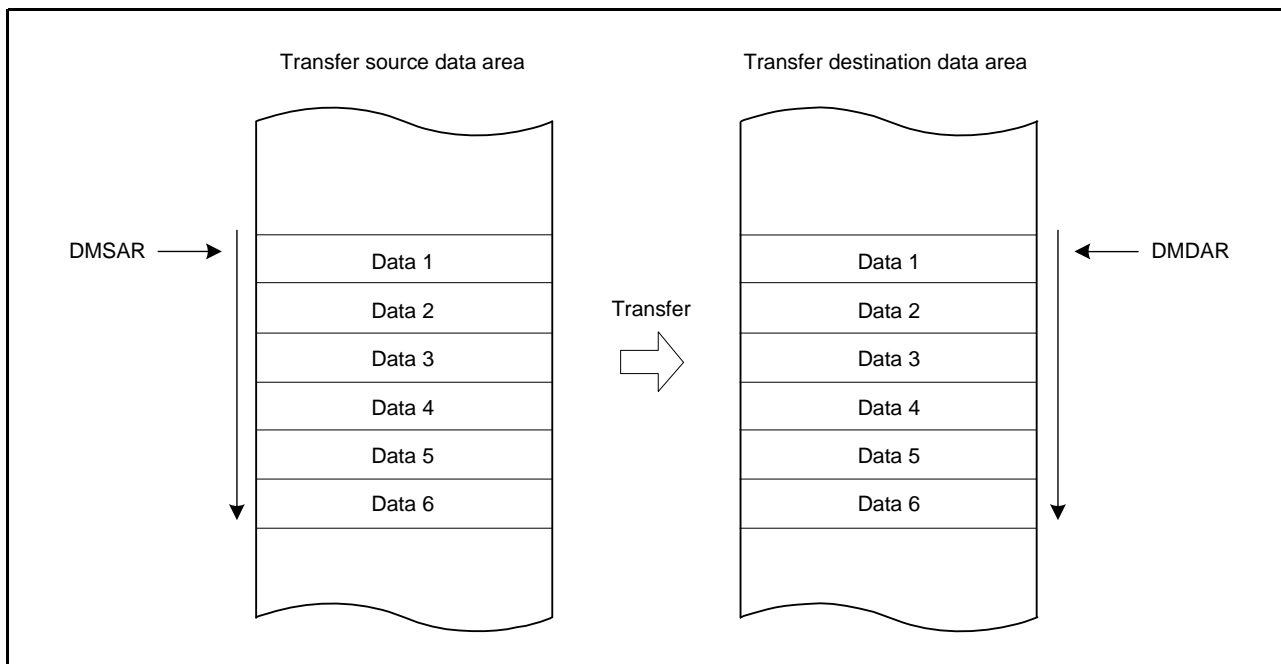 Transfer source data area
Transfer destination data area
DMSAR
Data 1
Data 2
Data 3
Data 4
Data 5
Data 6
Transfer
Data 1
Data 2
Data 3
Data 4
Data 5
Data 6
DMDAR